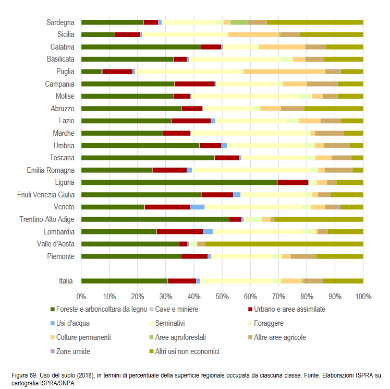 Sardegna
Sicilia
Calabria
Basilicata
Puglia
Campania
Molise
Abruzzo
Lazio
Marche
Umbria
Toscana
Emilia Romagna
Liguria
Friuli Venezia Giulia
Veneto
Trentino-Alto Adige
Lombardia
Valle d'Aosta
Piemonte
Italia
0% 10% 20% 30% 40% 50% 60% 70% 80% 90% 100%
Foreste e arboricoltura da legno Cave e miniere Urbano e aree assimilate
Usi d'acqua Seminativi Foraggere
Colture permanenti Aree agroforestali Altre aree agricole
Zone umide Altri usi non economici
Figura 69. Uso del suolo (2018), in termini di percentuale della superficie regionale occupata da ciascuna classe. Fonte: Elaborazioni ISPRA su
cartografia ISPRA/SNPA